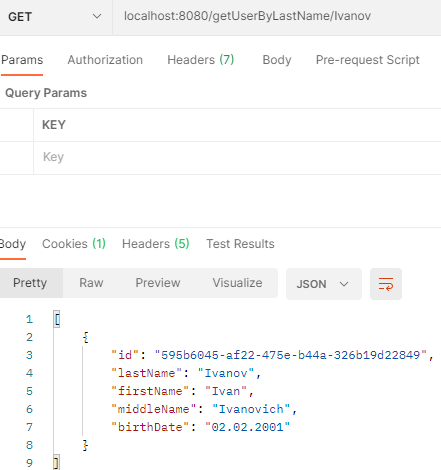 GET localhost:8080/getUserByLastName/Ivanov
Params Authorization Headers (7) Body Pre-request Script
Query Params
KEY
Key
Body Cookies (1) Headers (5) Test Results
Pretty Raw Preview Visualize JSON
1 [
2 {
3 "id": "595b6045-af22-475e-b44a-326b19d22849",
4 "lastName": "Ivanov",
5 "firstName": "Ivan",
6 "middleName": "Ivanovich",
7 "birthDate": "02.02.2001"
8 }
9 ]